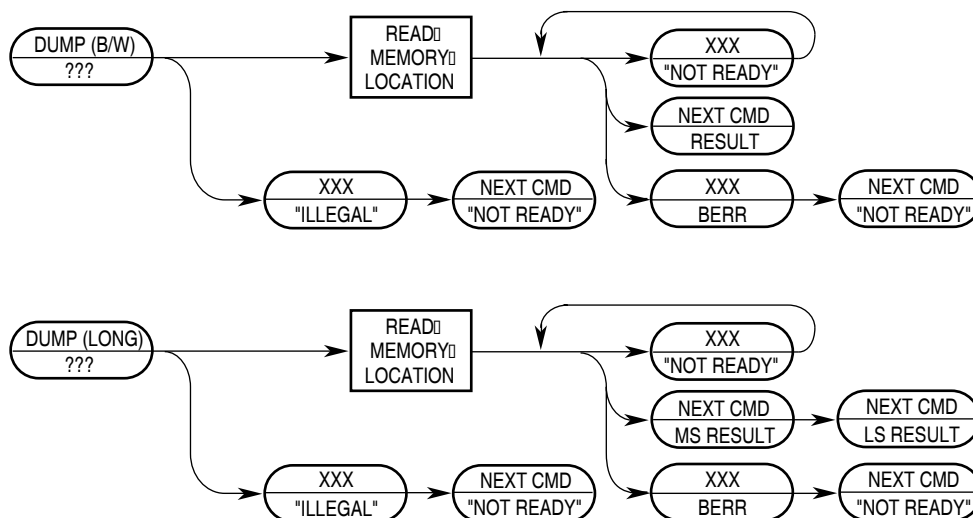 DUMP (B/W)
???
READ
MEMORY
LOCATION
XXX
"NOT READY"
NEXT CMD
RESULT
XXX
"ILLEGAL"
NEXT CMD
"NOT READY"
XXX
BERR
NEXT CMD
"NOT READY"
DUMP (LONG)
???
READ
MEMORY
LOCATION
XXX
"NOT READY"
NEXT CMD
MS RESULT
NEXT CMD
LS RESULT
XXX
"ILLEGAL"
NEXT CMD
"NOT READY"
XXX
BERR
NEXT CMD
"NOT READY"